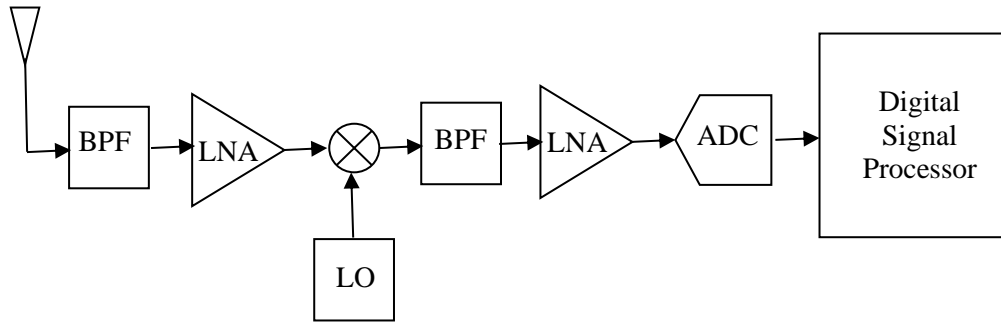 BPF
LNA
LO
BPF
LNA
ADC
Digital
Signal
Processor